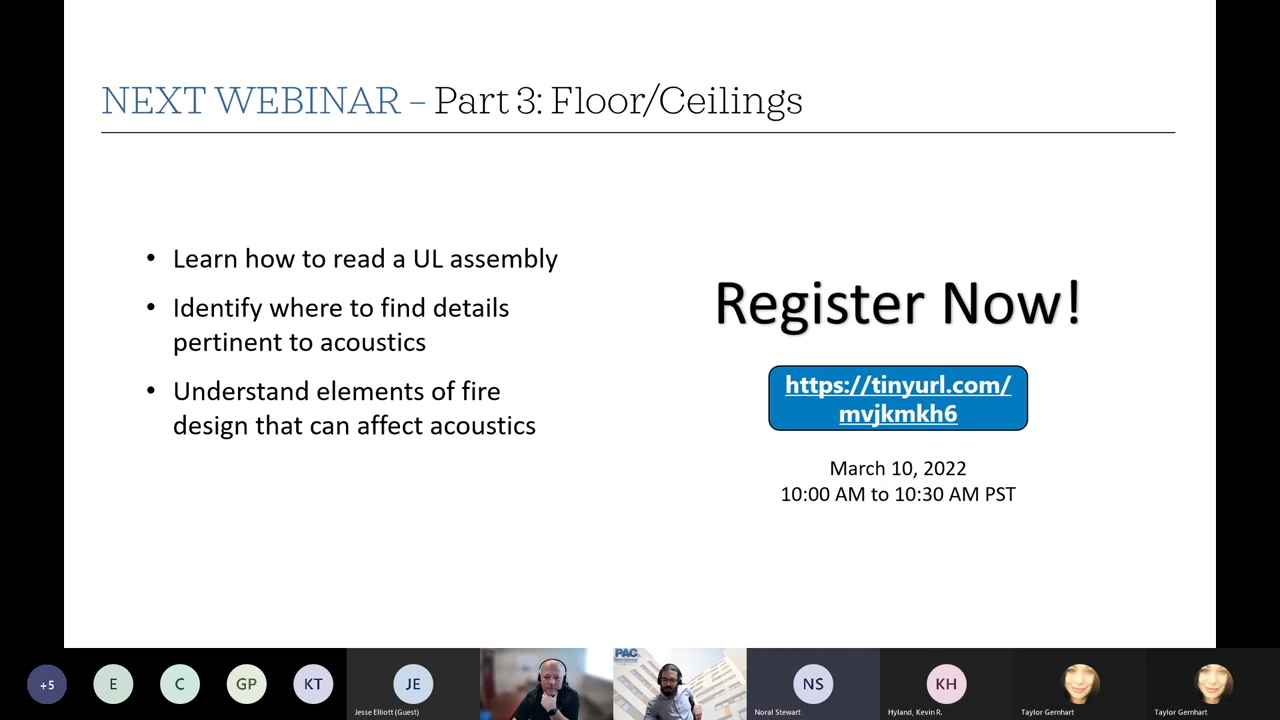 NEXT WEBINAR – Part 3: Floor/Ceilings
• Learn how to read a UL assembly
• Identify where to find details
pertinent to acoustics
• Understand elements of fire
design that can affect acoustics
Register Now!
https://tinyurl.com/
mvjkmkh6
March 10, 2022
10:00 AM to 10:30 AM PST
+5
E
C
GP
KT
JE
Jesse Elliott (Guest)
PAC
NS
Noral Stewart
KH
Hyland, Kevin R.
Taylor Gernhart
Taylor Gernhart